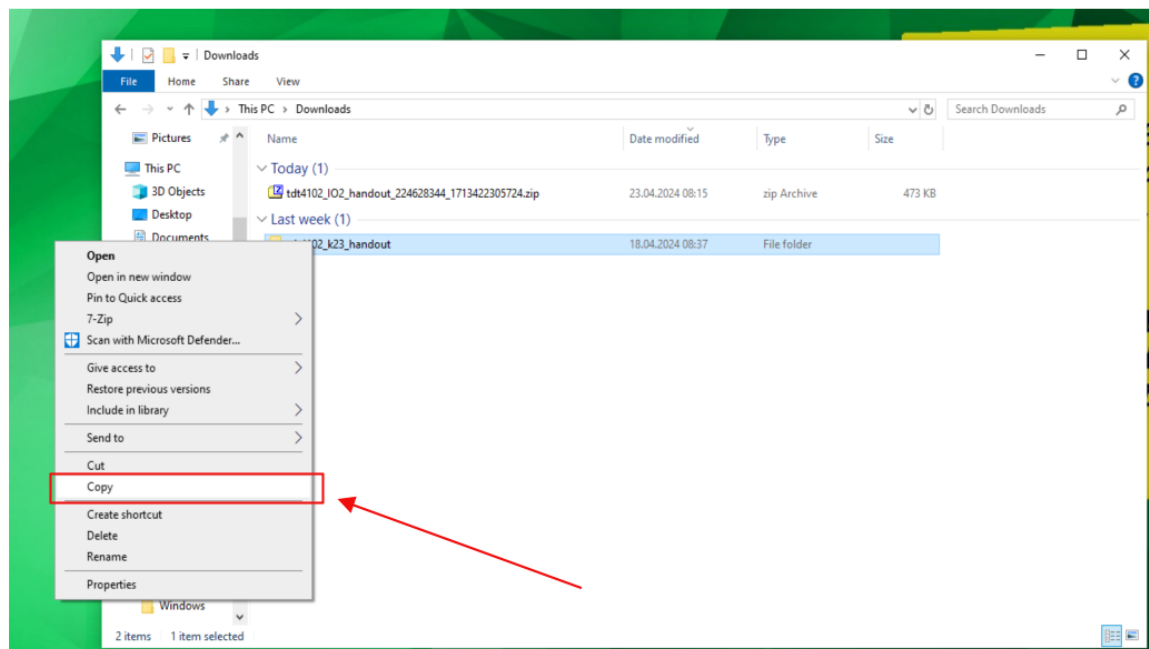 Downloads
File Home Share View
This PC > Downloads
Search Downloads
Pictures
Name Date modified Type Size
This PC
Today (1)
3D Objects
tdt4102_IO2_handout_224628344_1713422305724.zip 23.04.2024 08:15 zip Archive 473 KB
Desktop
Last week (1)
Documents
02_k23_handout 18.04.2024 08:37 File folder
Open
Open in new window
Pin to Quick access
7-Zip
Scan with Microsoft Defender...
Give access to
Restore previous versions
Include in library
Send to
Cut
Copy
Create shortcut
Delete
Rename
Properties
Windows
2 items 1 item selected